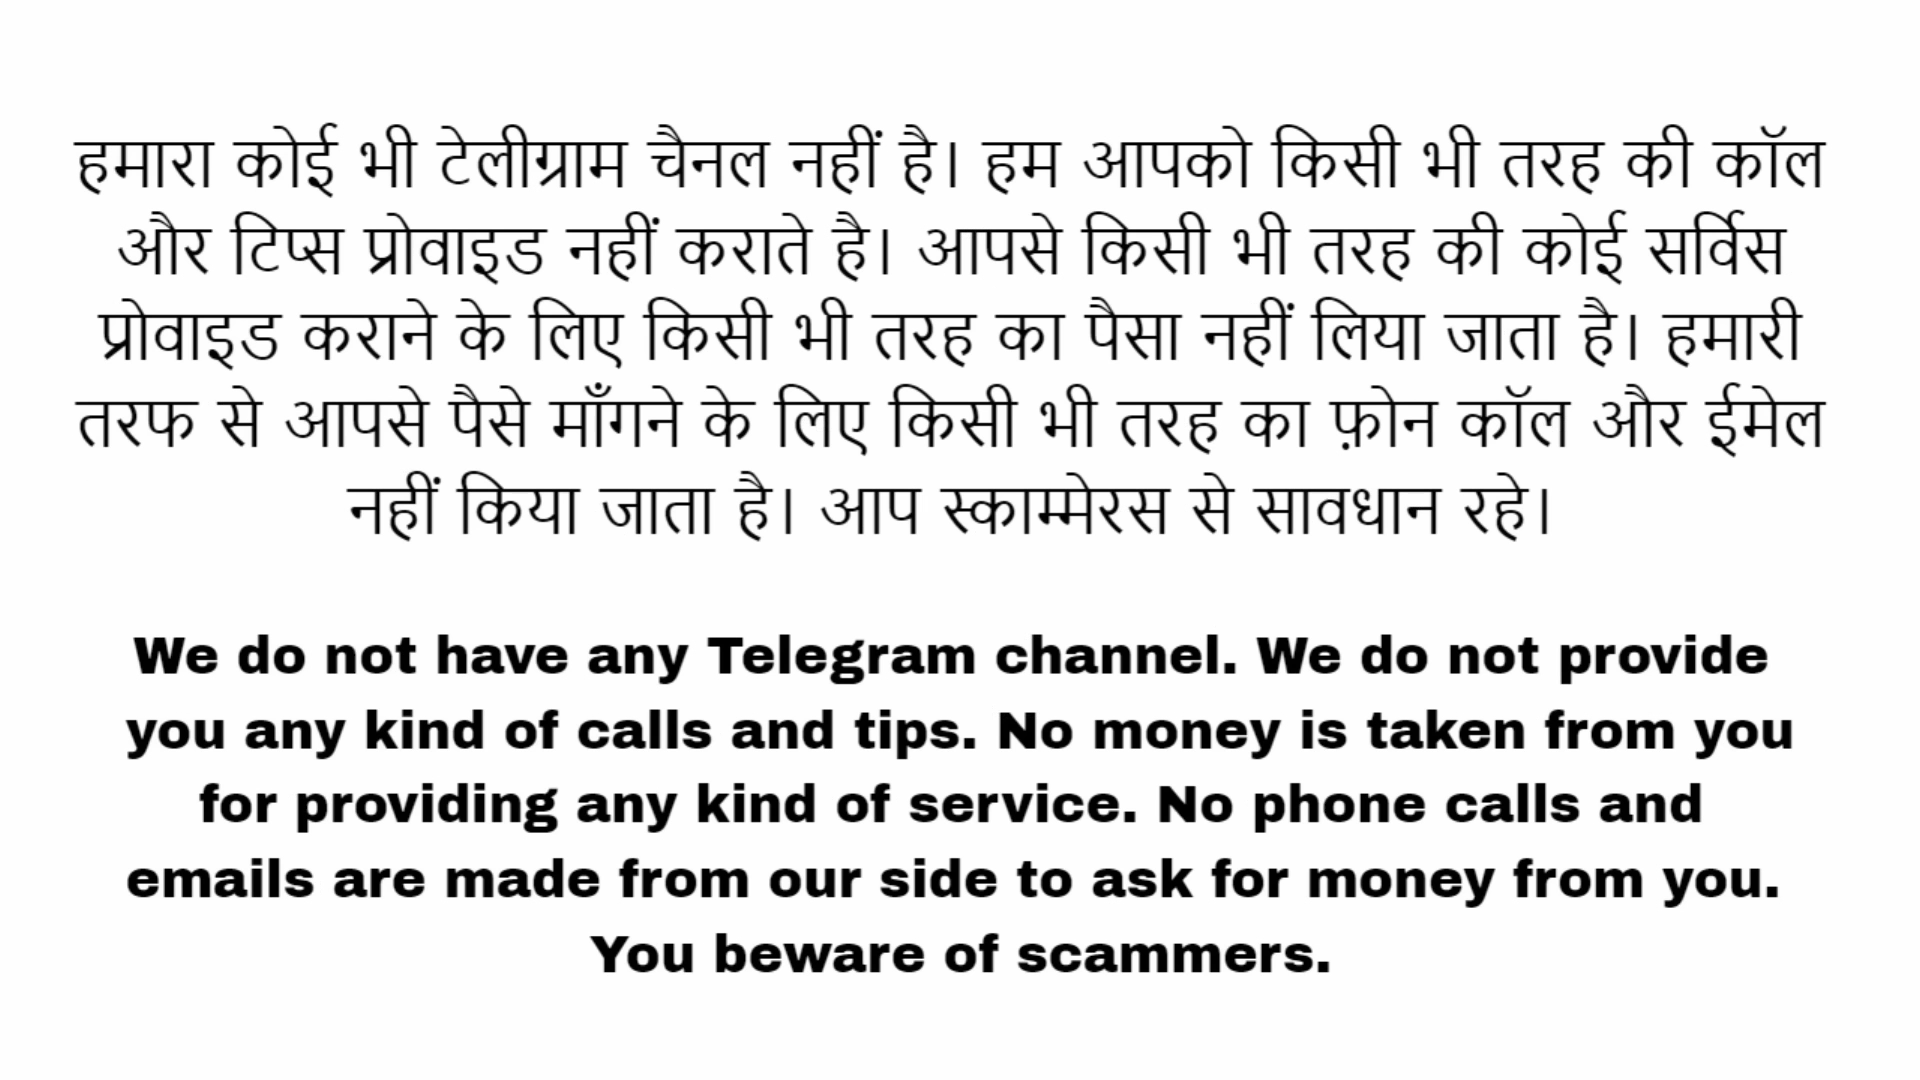 हमारा कोई भी टेलीग्राम चैनल नहीं है। हम आपको किसी भी तरह की कॉल
और टिप्स प्रोवाइड नहीं कराते है। आपसे किसी भी तरह की कोई सर्विस
प्रोवाइड कराने के लिए किसी भी तरह का पैसा नहीं लिया जाता है। हमारी
तरफ से आपसे पैसे माँगने के लिए किसी भी तरह का फ़ोन कॉल और ईमेल
नहीं किया जाता है। आप स्काम्मेरस से सावधान रहे।
We do not have any Telegram channel. We do not provide
you any kind of calls and tips. No money is taken from you
for providing any kind of service. No phone calls and
emails are made from our side to ask for money from you.
You beware of scammers.